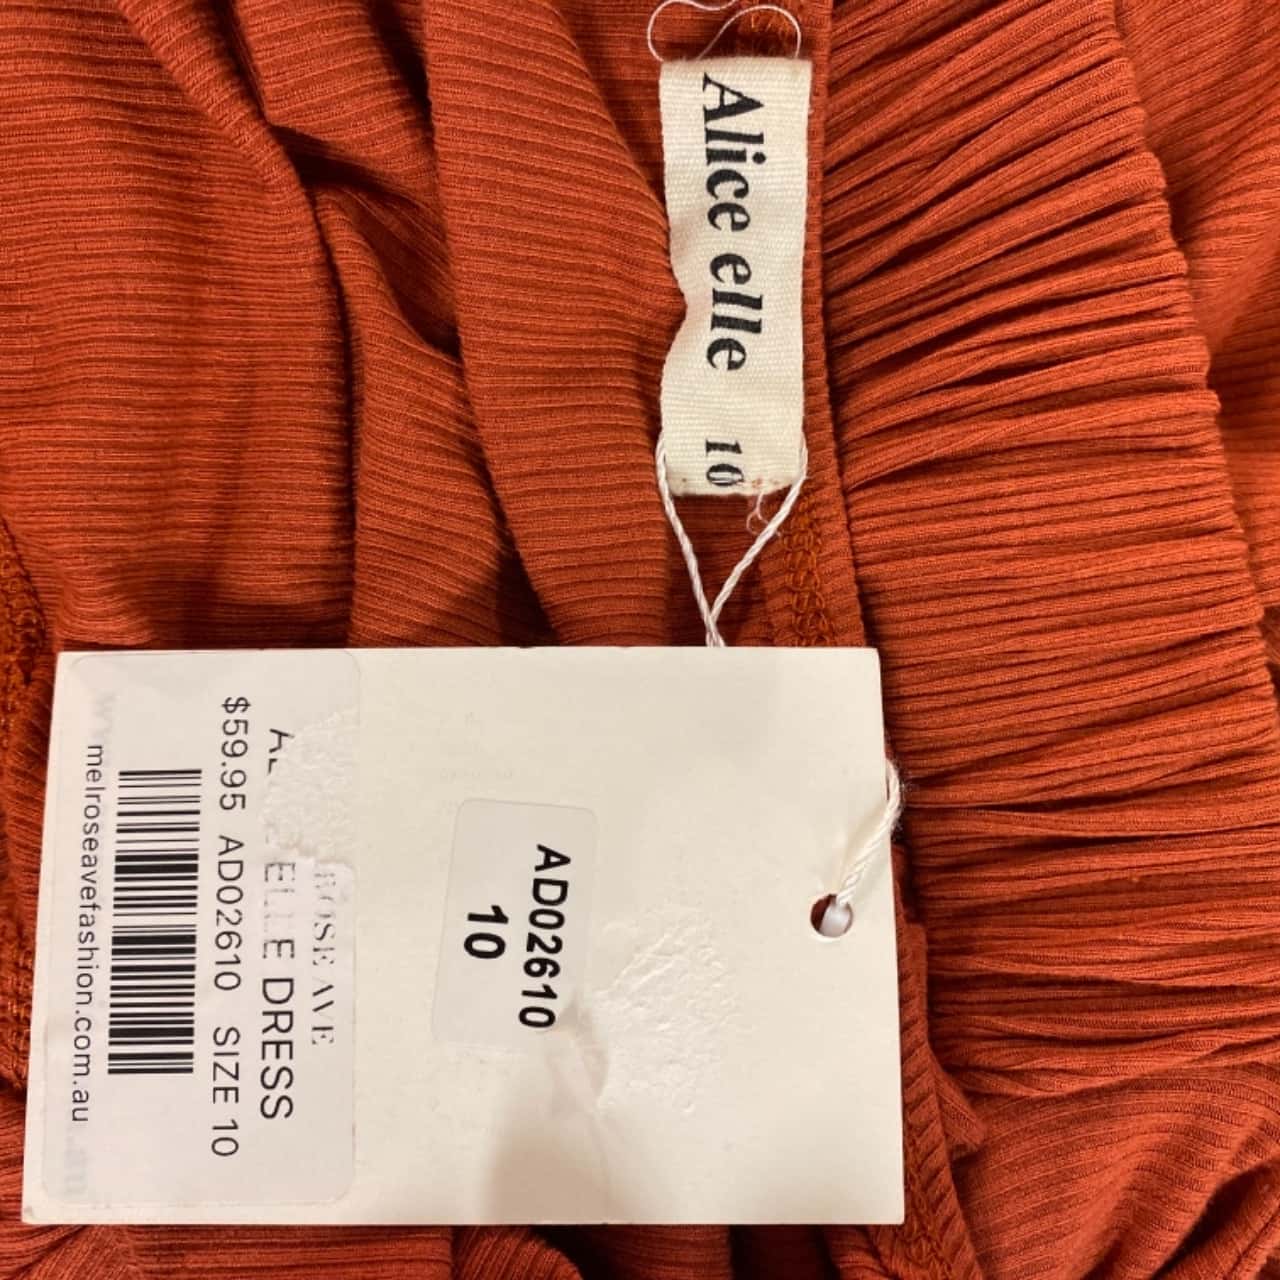 Alice elle 10
AD02610
10
ROSE AVE
ELLE DRESS
$59.95 AD02610 SIZE 10
melroseavefashion.com.au